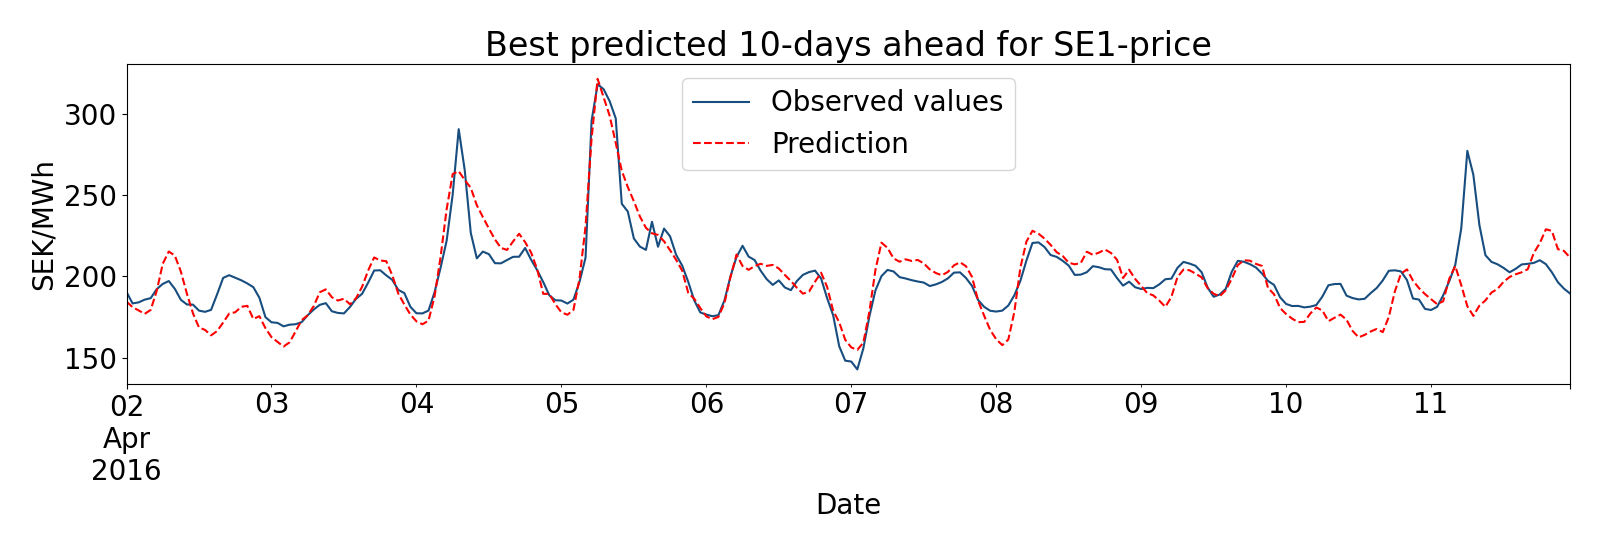 Best predicted 10-days ahead for SE1-price
Observed values
Prediction
SEK/MWh
300
250
200
150
02 03 04 05 06 07 08 09 10 11
Apr
2016
Date